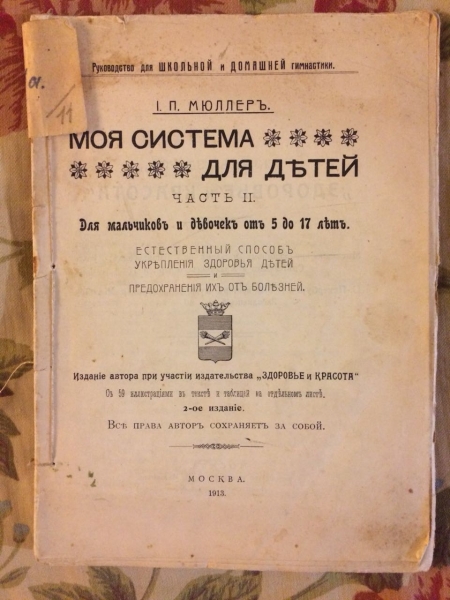 Руководство для ШКОЛЬНОЙ и ДОМАШНЕЙ гимнастики.
а.
11
І. П. МЮЛЛЕРЪ.
МОЯ СИСТЕМА
ДЛЯ ДѢТЕЙ
ЧАСТЬ II.
Для мальчиковъ и дѣвочекъ отъ 5 до 17 лѣтъ.
ЕСТЕСТВЕННЫЙ СПОСОБЪ
УКРѢПЛЕНІЯ ЗДОРОВЬЯ ДѢТЕЙ
и
ПРЕДОХРАНЕНІЯ ИХЪ ОТЪ БОЛѢЗНЕЙ.
Изданіе автора при участіи издательства „ЗДОРОВЬЕ и КРАСОТА"
Съ иллюстраціями въ текстѣ и таблицей на отдѣльномъ листѣ.
2-ое изданіе.
ВСѢ ПРАВА АВТОРЪ СОХРАНЯЕТЪ ЗА СОБОЙ.
МОСКВА.
1913.